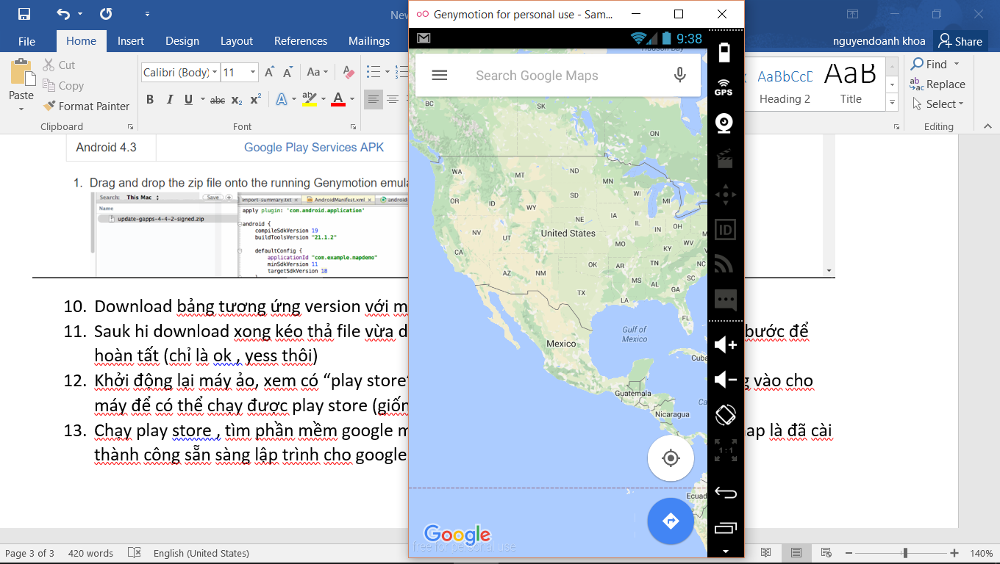 New
Genymotion for personal use - Sam...
nguyendoanh khoa
Share
File
Home
Insert
Design
Layout
References
Mailings
9:38
Search Google Maps
Paste
Cut
Copy
Format Painter
Clipboard
Calibri (Body)
11
Aa
B I U abc x₂ x² A ab A
Font
AaBbCcD
Heading 2
AaB
Title
Find
Replace
Select
Editing
GPS
ID
1:1
Android 4.3
Google Play Services APK
1. Drag and drop the zip file onto the running Genymotion emula
Search: This Mac Save
Name
update-gapps-4-4-2-signed.zip
import-summary.txt
AndroidManifest.xml
android-
apply plugin: 'com.android.application'
android {
compileSdkVersion 19
buildToolsVersion "21.1.2"
defaultConfig {
applicationId "com.example.mapdemo"
minSdkVersion 11
targetSdkVersion 18
10. Download bảng tương ứng version với m
11. Sauk hi download xong kéo thả file vừa d
bước để
hoàn tất (chỉ là ok , yess thôi)
12. Khởi động lại máy ảo, xem có “play store”
g vào cho
máy để có thể chạy được play store (giốn
13. Chạy play store , tìm phần mềm google m
ap là đã cài
thành công sẵn sàng lập trình cho google
Hudson Bay
BC
SK
ON
WA
MT
ND
MN
OR
ID
SD
WI
MI
WY
NE
IA
NV
UT
United States
IL
IN
OH
CA
MO
KY
WV
AZ
NM
OK
AR
TN
NC
MS
AL
SC
TX
LA
GA
FL
Gulf of
Mexico
Mexico
Cuba
Guatemala
Ca
Nicaragua
Ecuad
Google
free for personal use
Page 3 of 3
420 words
English (United States)
140%